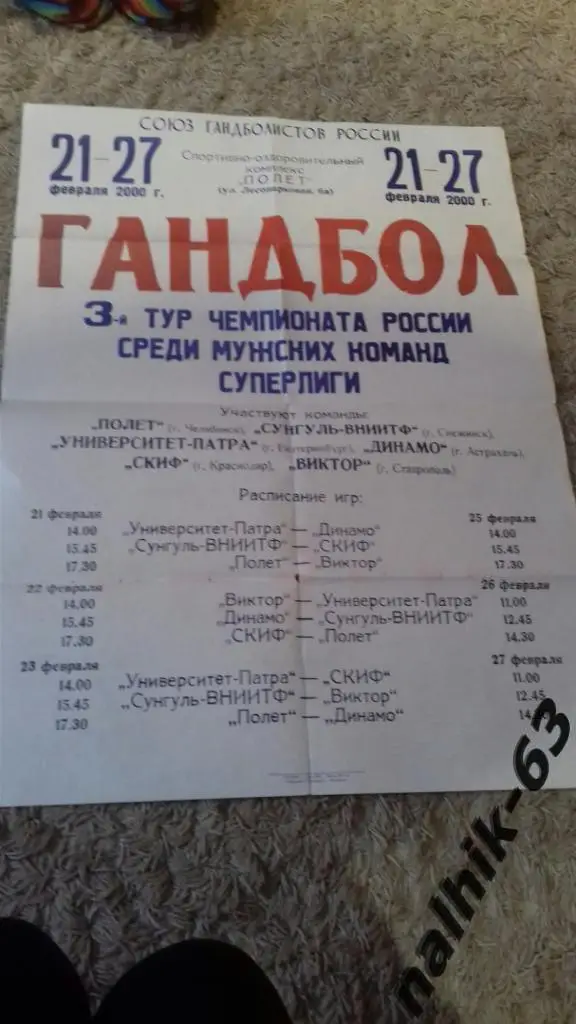 СОЮЗ ГАНДБОЛИСТОВ РОССИИ
21–27
февраля 2000 г.
Спортивно-оздоровительный
комплекс
„ПОЛЕТ“
(ул. Лесопарковая, 6а)
21–27
февраля 2000 г.
ГАНДБОЛ
3-й ТУР ЧЕМПИОНАТА РОССИИ
СРЕДИ МУЖСКИХ КОМАНД
СУПЕРЛИГИ
Участвуют команды:
„ПОЛЕТ“ (г. Челябинск), „СУНГУЛЬ-ВНИИТФ“ (г. Снежинск),
„УНИВЕРСИТЕТ-ПАТРА“ (г. Екатеринбург), „ДИНАМО“ (г. Астрахань),
„СКИФ“ (г. Краснодар), „ВИКТОР“ (г. Ставрополь)
Расписание игр:
21 февраля 25 февраля
14.00 „Университет-Патра“ — „Динамо“ 14.00
15.45 „Сунгуль-ВНИИТФ“ — „СКИФ“ 15.45
17.30 „Полет“ — „Виктор“ 17.30
22 февраля 26 февраля
14.00 „Виктор“ — „Университет-Патра“ 11.00
15.45 „Динамо“ — „Сунгуль-ВНИИТФ“ 12.45
17.30 „СКИФ“ — „Полет“ 14.30
23 февраля 27 февраля
14.00 „Университет-Патра“ — „СКИФ“ 11.00
15.45 „Сунгуль-ВНИИТФ“ — „Виктор“ 12.45
17.30 „Полет“ — „Динамо“
nalhik-63